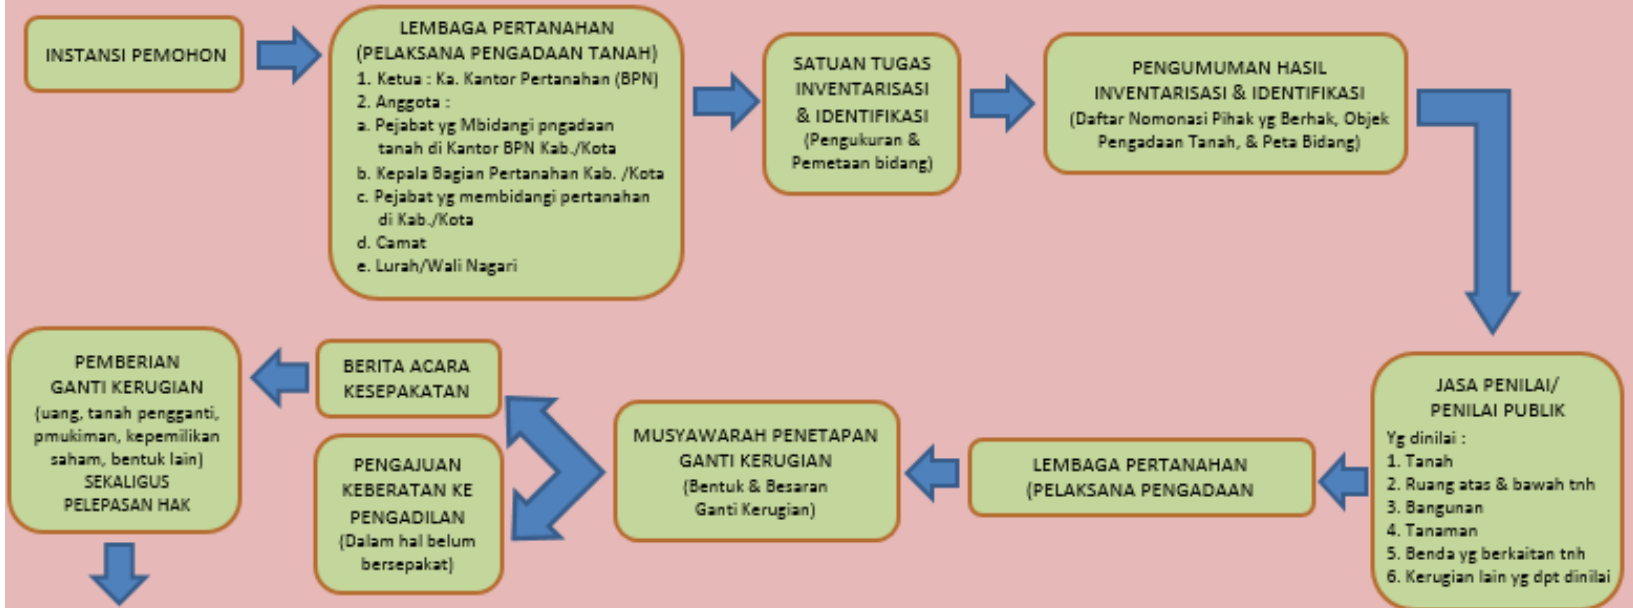 INSTANSI PEMOHON
LEMBAGA PERTANAHAN
(PELAKSANA PENGADAAN TANAH)
1. Ketua : Ka. Kantor Pertanahan (BPN)
2. Anggota :
a. Pejabat yg Mbidangi pngadaan
tanah di Kantor BPN Kab./Kota
b. Kepala Bagian Pertanahan Kab. /Kota
c. Pejabat yg membidangi pertanahan
di Kab./Kota
d. Camat
e. Lurah/Wali Nagari
SATUAN TUGAS
INVENTARISASI
& IDENTIFIKASI
(Pengukuran &
Pemetaan bidang)
PENGUMUMAN HASIL
INVENTARISASI & IDENTIFIKASI
(Daftar Nomonasi Pihak yg Berhak, Objek
Pengadaan Tanah, & Peta Bidang)
JASA PENILAI/
PENILAI PUBLIK
Yg dinilai :
1. Tanah
2. Ruang atas & bawah tnh
3. Bangunan
4. Tanaman
5. Benda yg berkaitan tnh
6. Kerugian lain yg dpt dinilai
LEMBAGA PERTANAHAN
(PELAKSANA PENGADAAN
MUSYAWARAH PENETAPAN
GANTI KERUGIAN
(Bentuk & Besaran
Ganti Kerugian)
BERITA ACARA
KESEPAKATAN
PENGAJUAN
KEBERATAN KE
PENGADILAN
(Dalam hal belum
bersepakat)
PEMBERIAN
GANTI KERUGIAN
(uang, tanah pengganti,
pmukiman, kepemilikan
saham, bentuk lain)
SEKALIGUS
PELEPASAN HAK